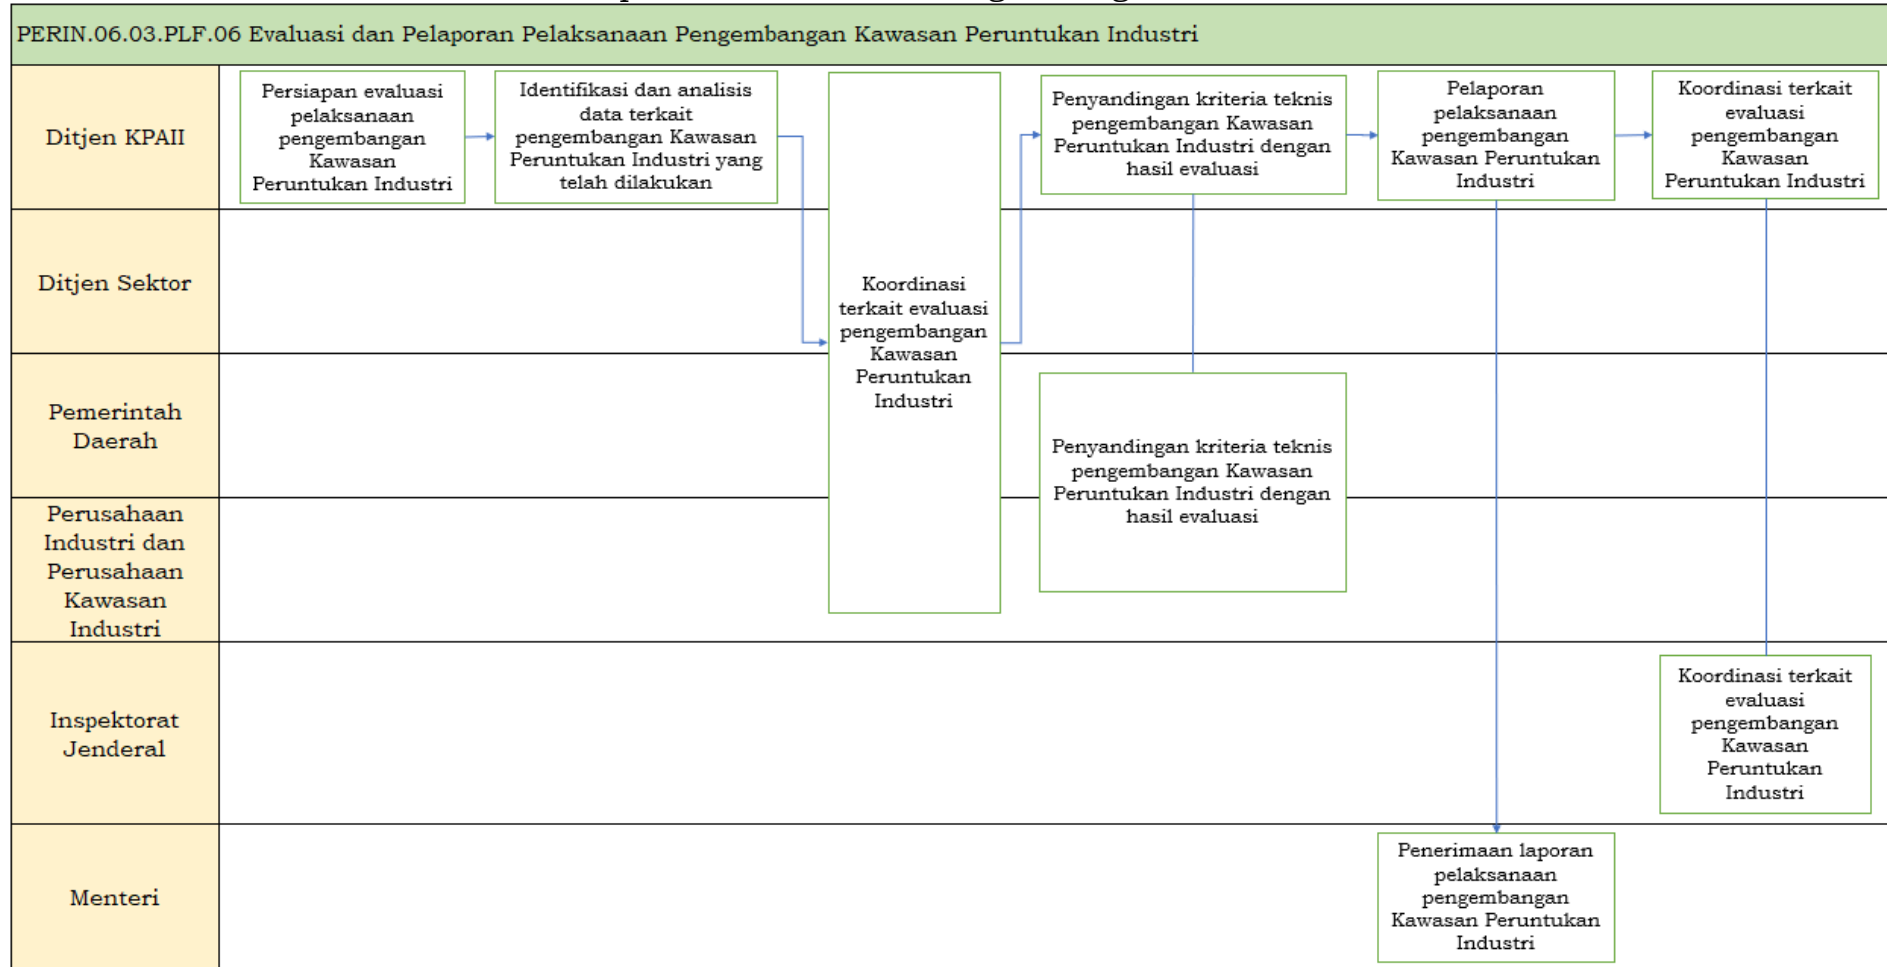 PERIN.06.03.PLF.06 Evaluasi dan Pelaporan Pelaksanaan Pengembangan Kawasan Peruntukan Industri
Ditjen KPAII
Persiapan evaluasi
pelaksanaan
pengembangan
Kawasan
Peruntukan Industri
Identifikasi dan analisis
data terkait
pengembangan Kawasan
Peruntukan Industri yang
telah dilakukan
Koordinasi
terkait evaluasi
pengembangan
Kawasan
Peruntukan
Industri
Penyandingan kriteria teknis
pengembangan Kawasan
Peruntukan Industri dengan
hasil evaluasi
Pelaporan
pelaksanaan
pengembangan
Kawasan Peruntukan
Industri
Koordinasi terkait
evaluasi
pengembangan
Kawasan
Peruntukan Industri
Ditjen Sektor
Pemerintah
Daerah
Penyandingan kriteria teknis
pengembangan Kawasan
Peruntukan Industri dengan
hasil evaluasi
Perusahaan
Industri dan
Perusahaan
Kawasan
Industri
Inspektorat
Jenderal
Koordinasi terkait
evaluasi
pengembangan
Kawasan
Peruntukan
Industri
Menteri
Penerimaan laporan
pelaksanaan
pengembangan
Kawasan Peruntukan
Industri